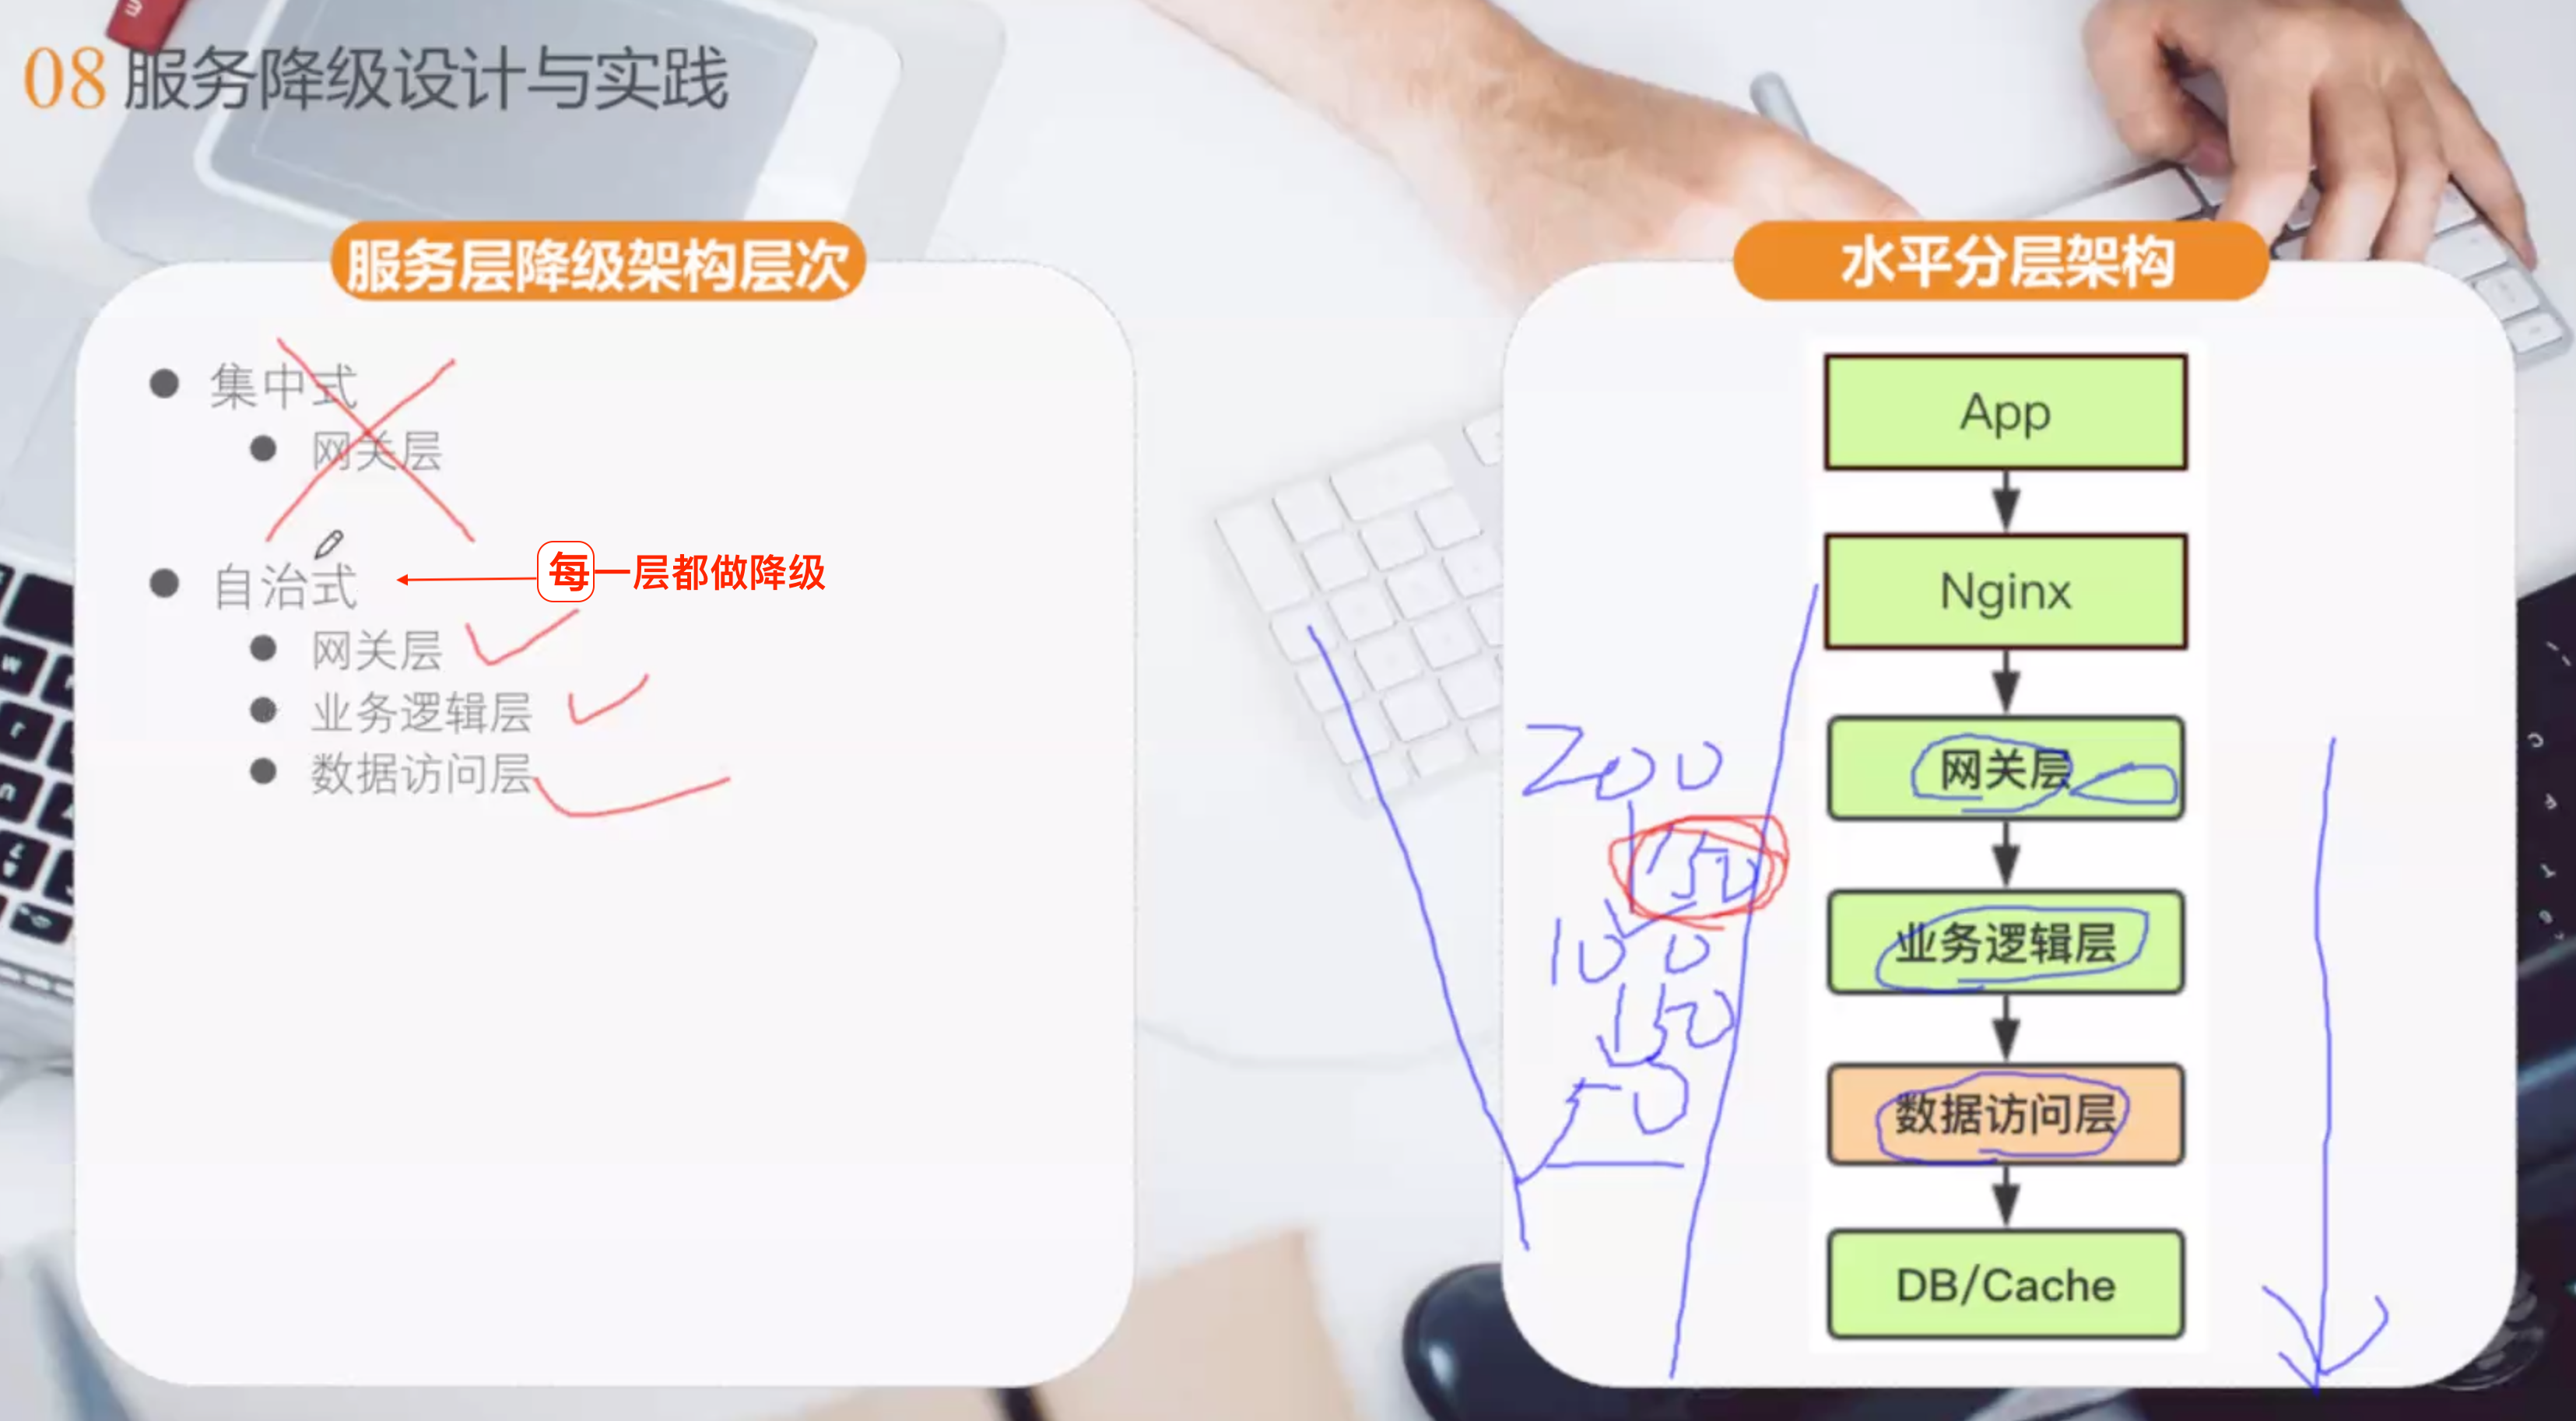 08 服务降级设计与实践
服务层降级架构层次
集中式
网关层
自治式
每一层都做降级
网关层
业务逻辑层
数据访问层
水平分层架构
App
Nginx
网关层
业务逻辑层
数据访问层
DB/Cache
200
150
100
150
50